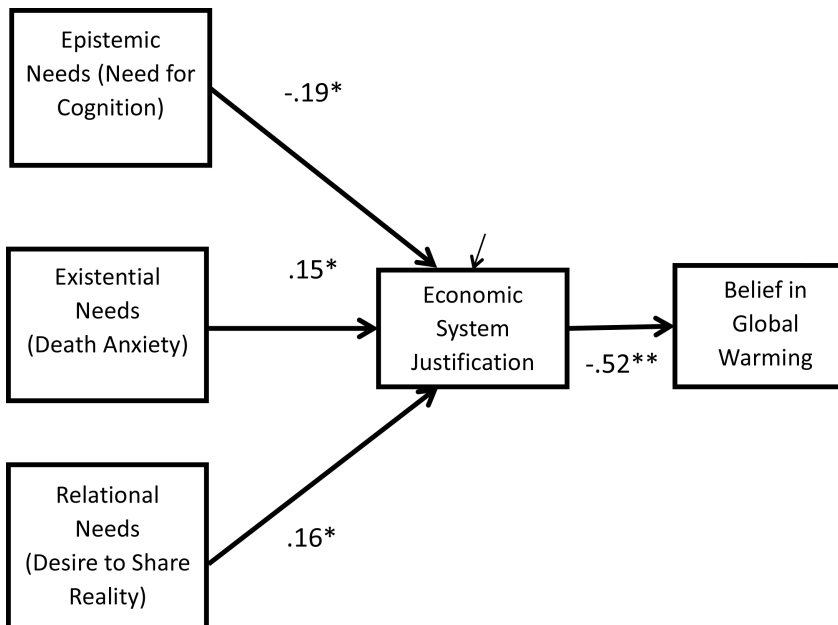 Epistemic
Needs (Need for
Cognition)
-.19*
Existential
Needs
(Death Anxiety)
.15*
Economic
System
Justification
-.52**
Belief in
Global
Warming
Relational
Needs
(Desire to Share
Reality)
.16*